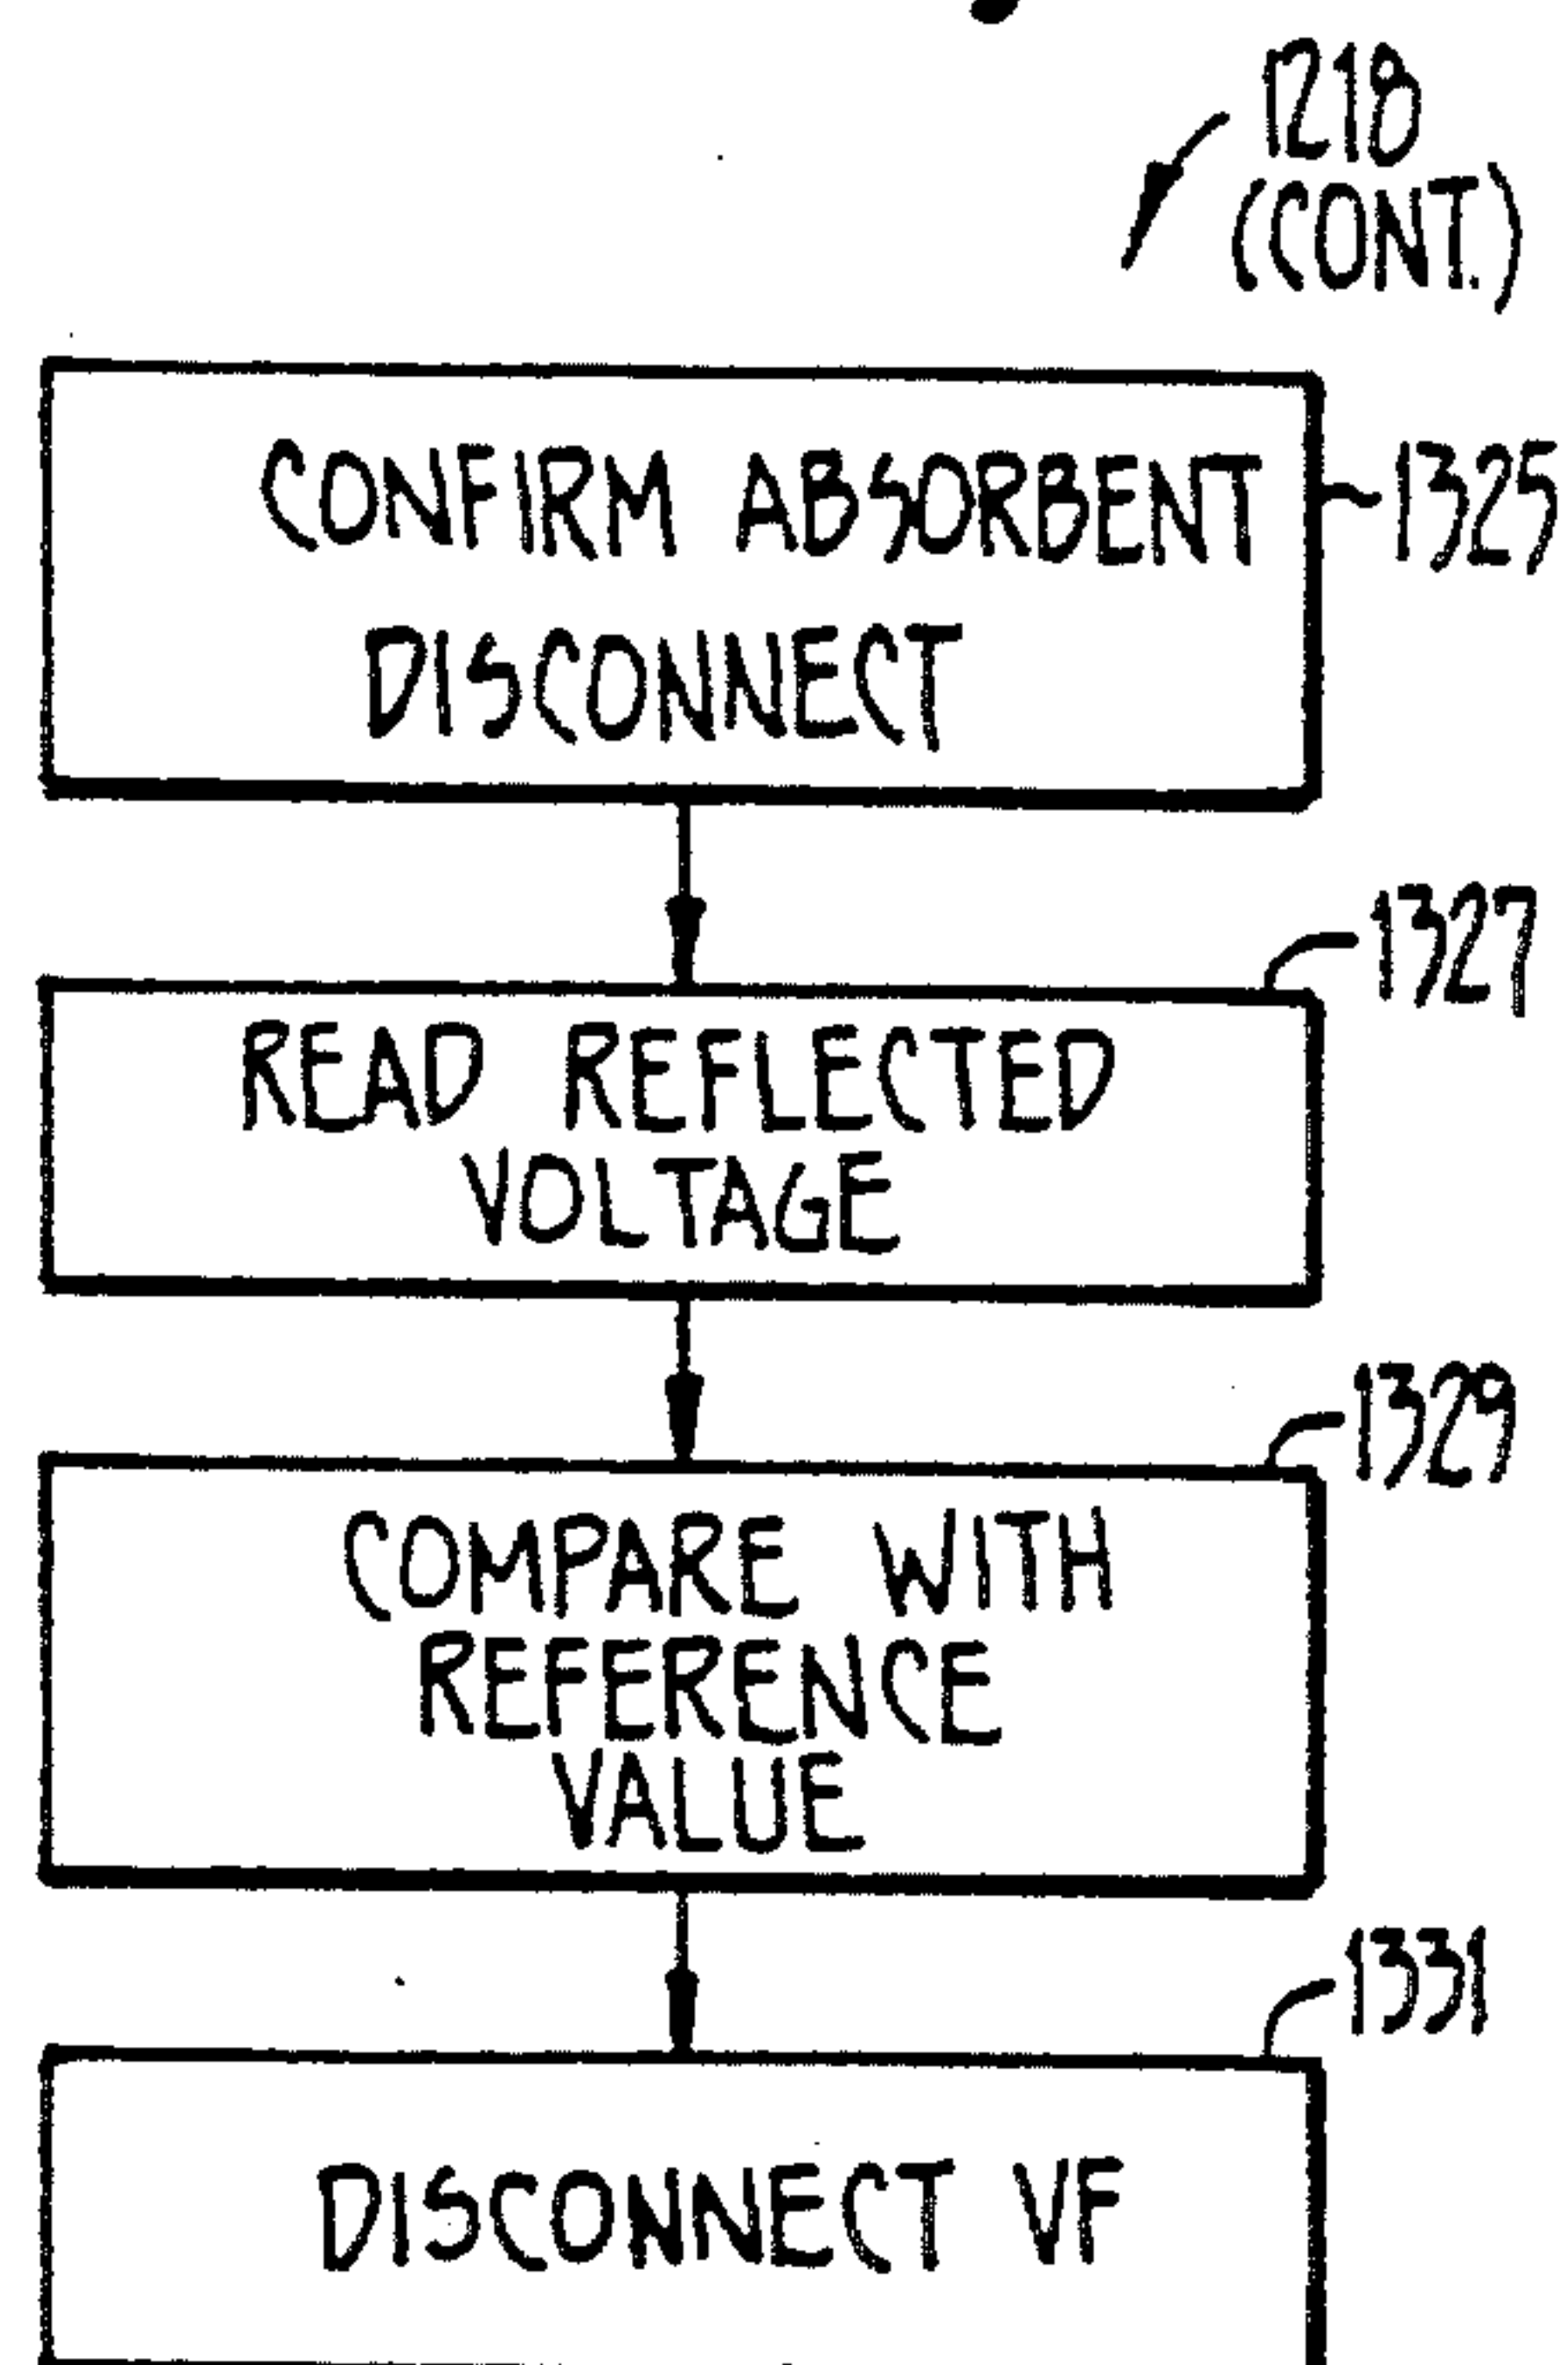 1218
(CONT.)
CONFIRM ABSORBENT
DISCONNECT
1325
1327
READ REFLECTED
VOLTAGE
1329
COMPARE WITH
REFERENCE
VALUE
1331
DISCONNECT VF